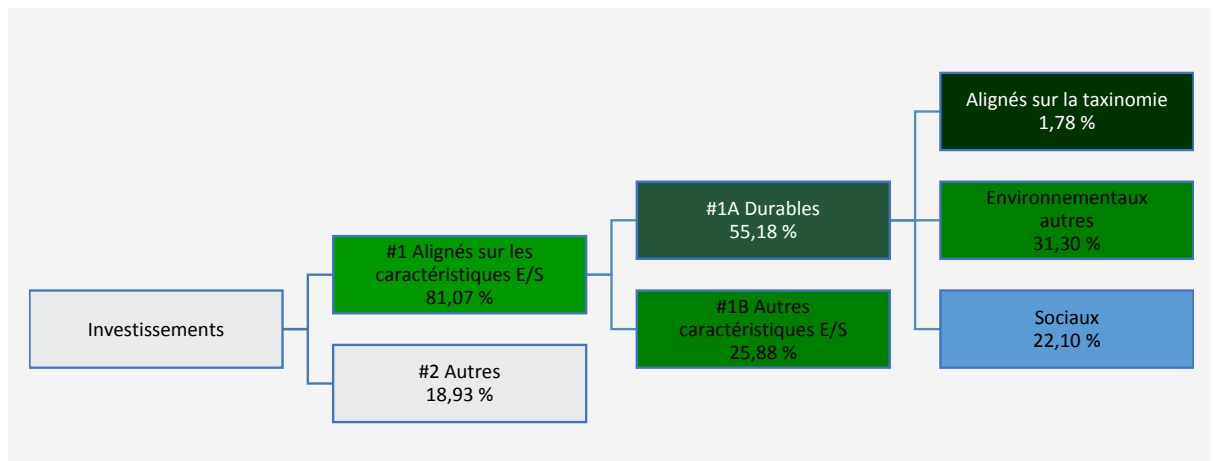 Investissements
#1 Alignés sur les
caractéristiques E/S
81,07 %
#2 Autres
18,93 %
#1A Durables
55,18 %
#1B Autres
caractéristiques E/S
25,88 %
Alignés sur la taxinomie
1,78 %
Environnementaux
autres
31,30 %
Sociaux
22,10 %